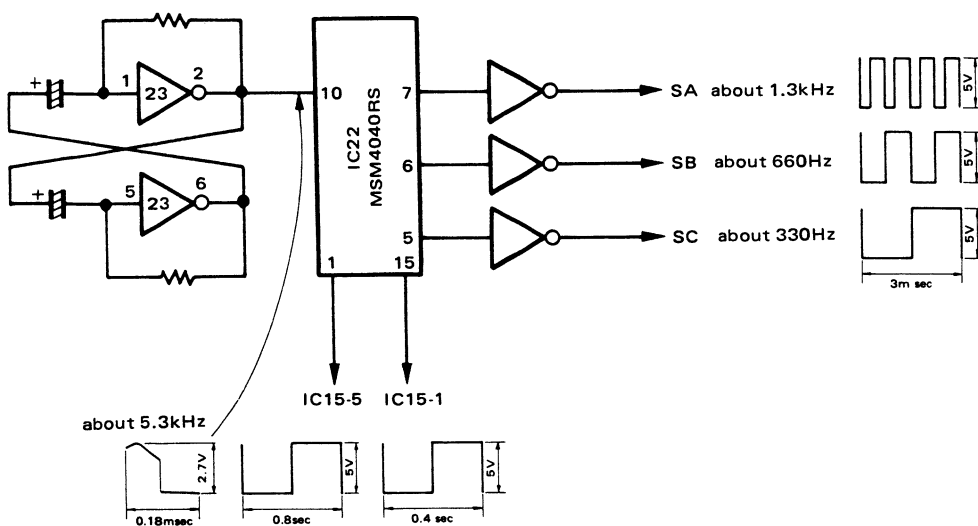 +
1
23
2
10
IC22
MSM4040RS
7
SA about 1.3kHz
5V
6
SB about 660Hz
5V
+
5
23
6
5
SC about 330Hz
5V
1
15
3m sec
IC15-5
IC15-1
about 5.3kHz
2.7V
5V
5V
0.18msec
0.8sec
0.4 sec